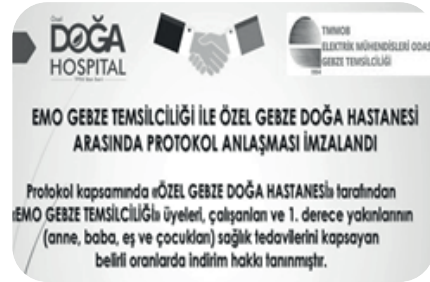 Özel
DOĞA
HOSPITAL
TMMOB
ELEKTRİK MÜHENDİSLERİ ODAS
GEBZE TEMSİLCİLİĞİ
EMO GEBZE TEMSİLCİLİĞİ İLE ÖZEL GEBZE DOĞA HASTANESİ
ARASINDA PROTOKOL ANLAŞMASI İMZALANDI
Protokol kapsamında «ÖZEL GEBZE DOĞA HASTANESİ» tarafından
«EMO GEBZE TEMSİLCİLİĞİ» üyeleri, çalışanları ve 1. derece yakınlarının
(anne, baba, eş ve çocukları) sağlık tedavilerini kapsayan
belirli oranlarda indirim hakkı tanınmıştır.